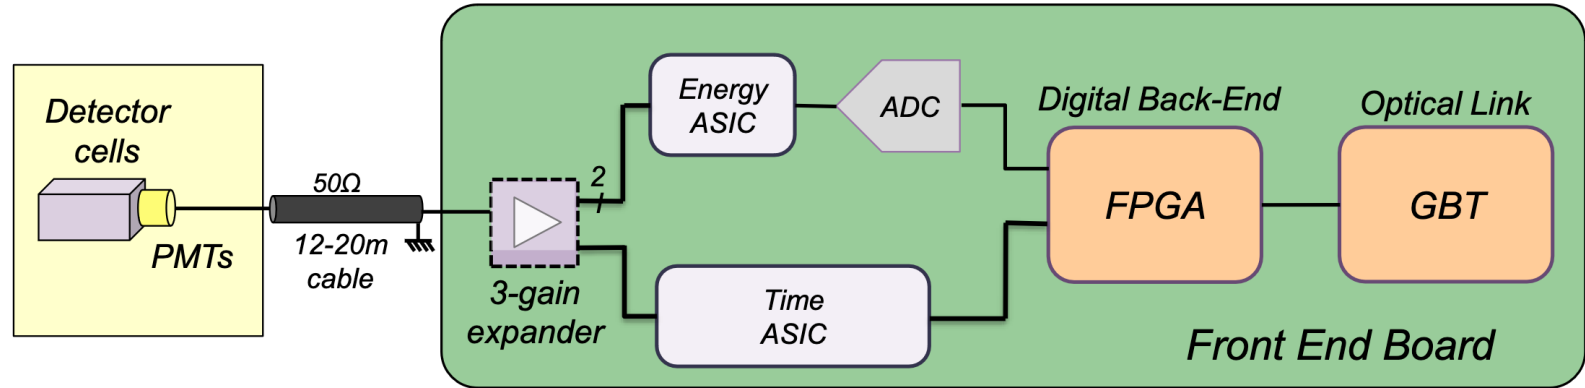 Detector
cells
PMTs
50Ω
12-20m
cable
3-gain
expander
2
Energy
ASIC
ADC
Time
ASIC
Digital Back-End
FPGA
Optical Link
GBT
Front End Board